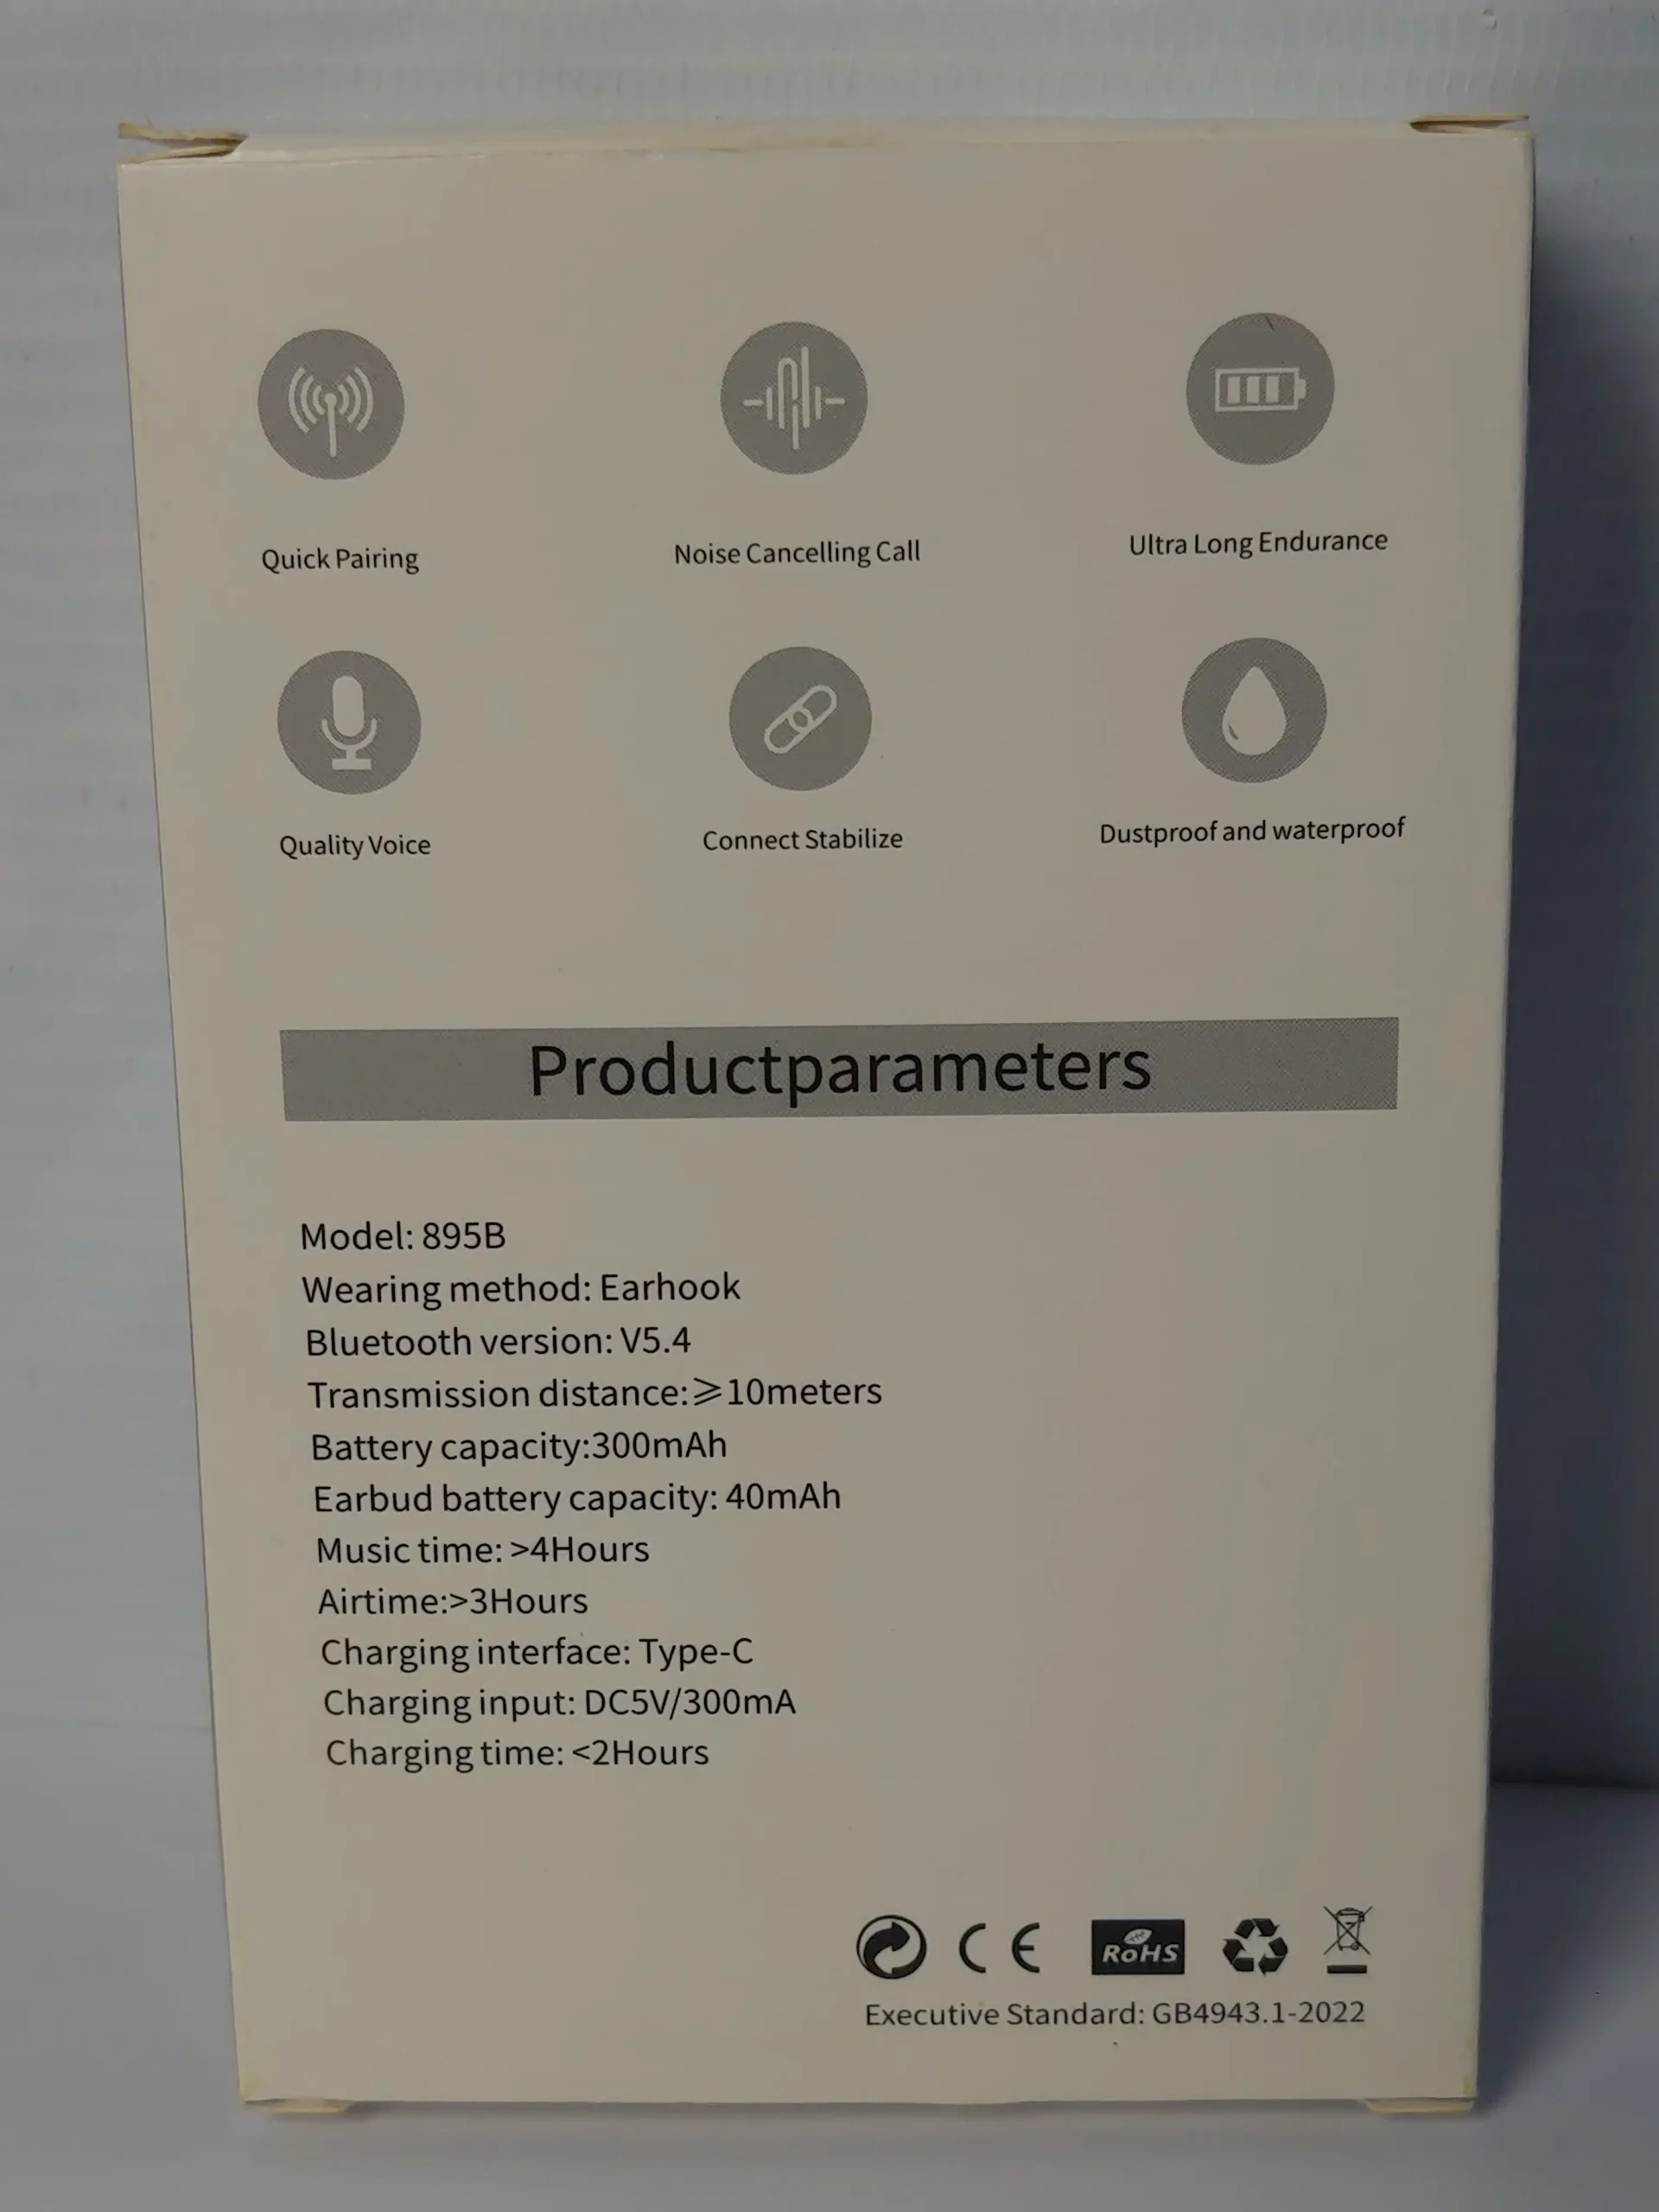 Quick Pairing
Noise Cancelling Call
Ultra Long Endurance
Quality Voice
Connect Stabilize
Dustproof and waterproof
Productparameters
Model: 895B
Wearing method: Earhook
Bluetooth version: V5.4
Transmission distance:⩾10meters
Battery capacity:300mAh
Earbud battery capacity: 40mAh
Music time: >4Hours
Airtime:>3Hours
Charging interface: Type-C
Charging input: DC5V/300mA
Charging time: <2Hours
CE
RoHS
Executive Standard: GB4943.1-2022